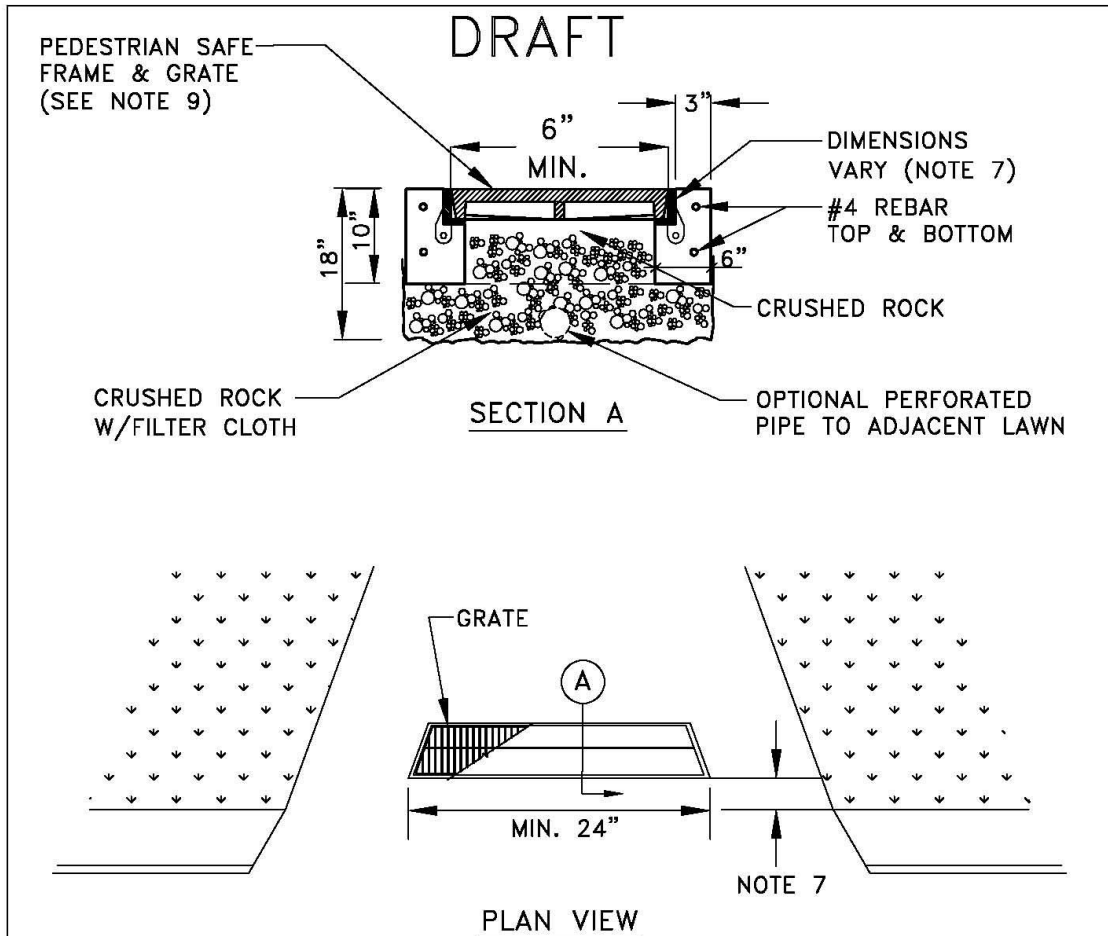 DRAFT
PEDESTRIAN SAFE
FRAME & GRATE
(SEE NOTE 9)
6"
MIN.
3"
DIMENSIONS
VARY (NOTE 7)
#4 REBAR
TOP & BOTTOM
18"
10"
6"
CRUSHED ROCK
CRUSHED ROCK
W/FILTER CLOTH
SECTION A
OPTIONAL PERFORATED
PIPE TO ADJACENT LAWN
GRATE
A
MIN. 24"
NOTE 7
PLAN VIEW